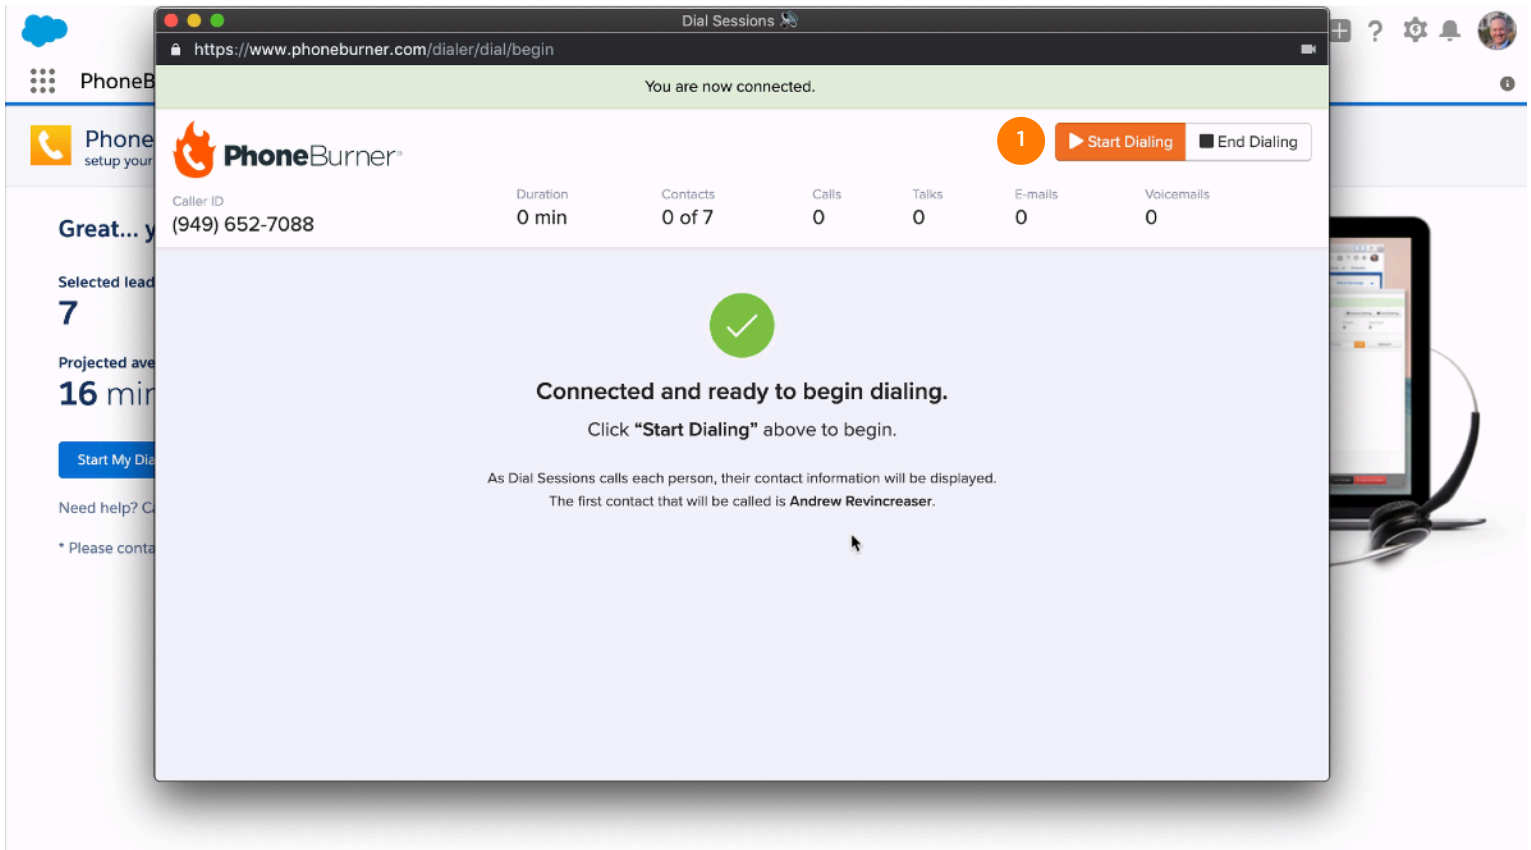 Dial Sessions
https://www.phoneburner.com/dialer/dial/begin
PhoneB
You are now connected.
Phone
setup your
PhoneBurner
1
Start Dialing
End Dialing
Caller ID
(949) 652-7088
Duration
0 min
Contacts
0 of 7
Calls
0
Talks
0
E-mails
0
Voicemails
0
Great... y
Selected lead
7
Projected ave
16 min
Start My Dia
Need help? Ca
* Please conta
Connected and ready to begin dialing.
Click “Start Dialing” above to begin.
As Dial Sessions calls each person, their contact information will be displayed.
The first contact that will be called is Andrew Revincreaser.